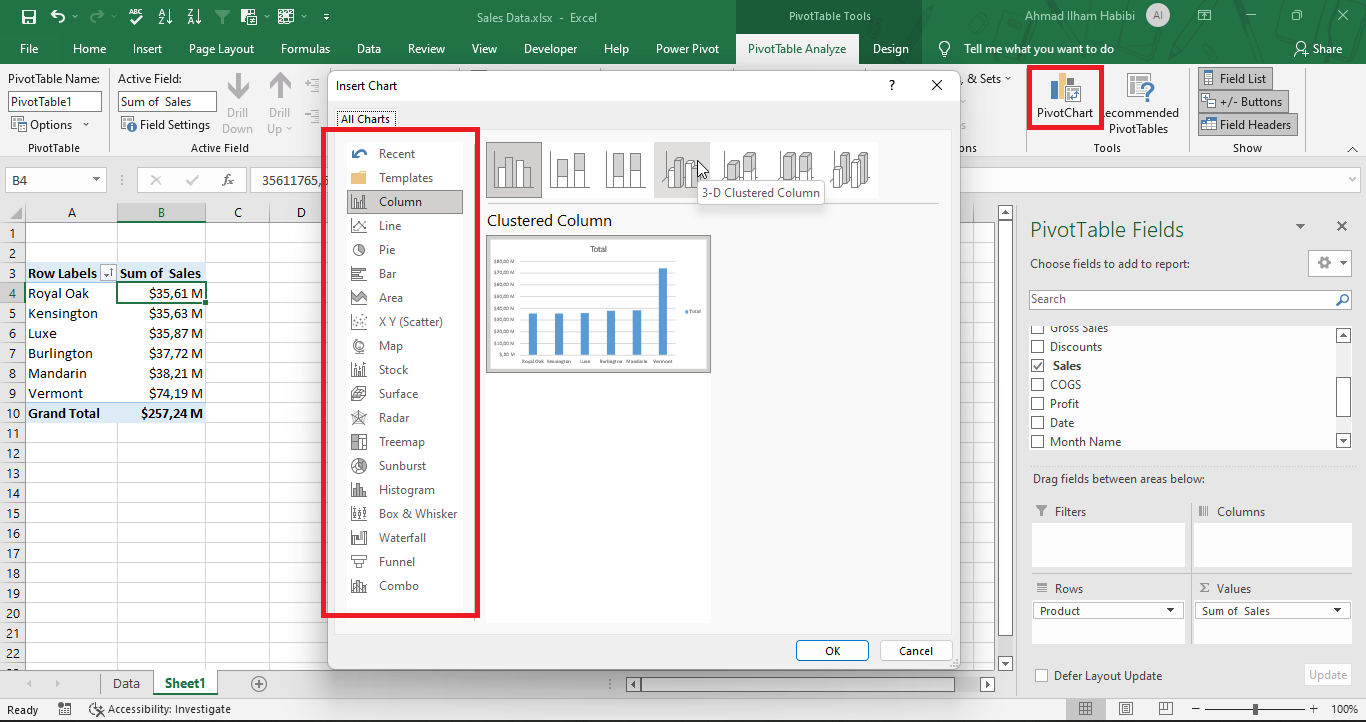 Sales Data.xlsx - Excel
PivotTable Tools
Ahmad Ilham Habibi
AI
File
Home
Insert
Page Layout
Formulas
Data
Review
View
Developer
Help
Power Pivot
PivotTable Analyze
Design
Tell me what you want to do
Share
PivotTable Name:
PivotTable1
Options
PivotTable
Active Field:
Sum of Sales
Field Settings
Drill
Down
Drill
Up
Active Field
& Sets
PivotChart
Recommended
PivotTables
Tools
Field List
+/- Buttons
Field Headers
Show
B4
fx
35611765,
A
B
C
D
1
2
3
Row Labels
Sum of Sales
4
Royal Oak
$35,61 M
5
Kensington
$35,63 M
6
Luxe
$35,87 M
7
Burlington
$37,72 M
8
Mandarin
$38,21 M
9
Vermont
$74,19 M
10
Grand Total
$257,24 M
11
12
13
14
15
16
17
18
19
20
21
22
Insert Chart
?
All Charts
Recent
Templates
Column
Line
Pie
Bar
Area
X Y (Scatter)
Map
Stock
Surface
Radar
Treemap
Sunburst
Histogram
Box & Whisker
Waterfall
Funnel
Combo
3-D Clustered Column
Clustered Column
Total
$80,00 M
$70,00 M
$60,00 M
$50,00 M
$40,00 M
$30,00 M
$20,00 M
$10,00 M
$,00 M
Royal Oak
Kensington
Luxe
Burlington
Mandarin
Vermont
Total
OK
Cancel
PivotTable Fields
Choose fields to add to report:
Search
Gross Sales
Discounts
Sales
COGS
Profit
Date
Month Name
Drag fields between areas below:
Filters
Columns
Rows
Product
Σ Values
Sum of Sales
Defer Layout Update
Update
Data
Sheet1
Ready
Accessibility: Investigate
100%